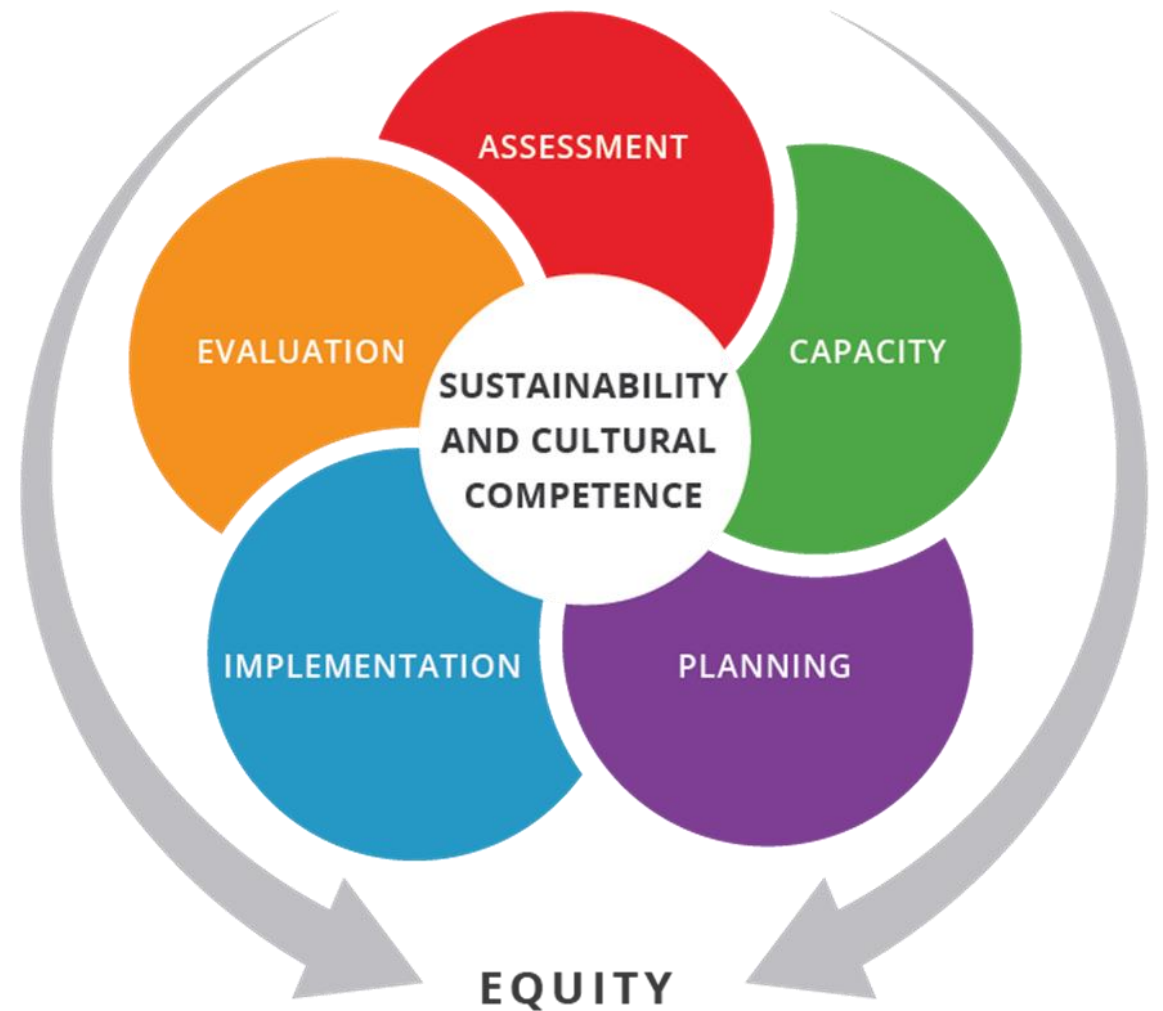 ASSESSMENT
CAPACITY
PLANNING
IMPLEMENTATION
EVALUATION
SUSTAINABILITY
AND CULTURAL
COMPETENCE
EQUITY